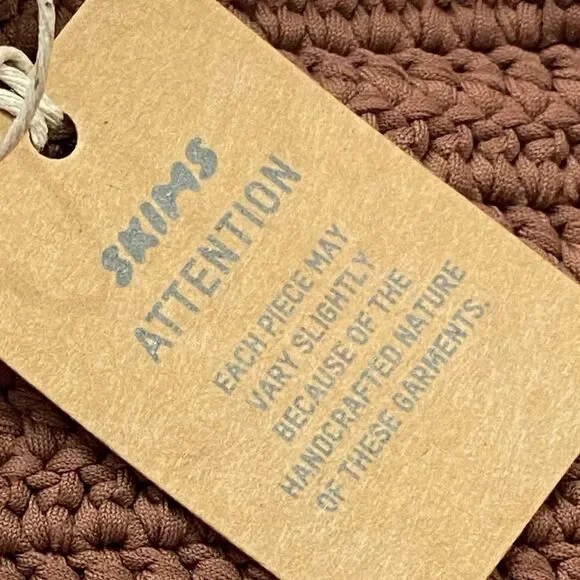 SKIMS
ATTENTION
EACH PIECE MAY
VARY SLIGHTLY
BECAUSE OF THE
HANDCRAFTED NATURE
OF THESE GARMENTS.